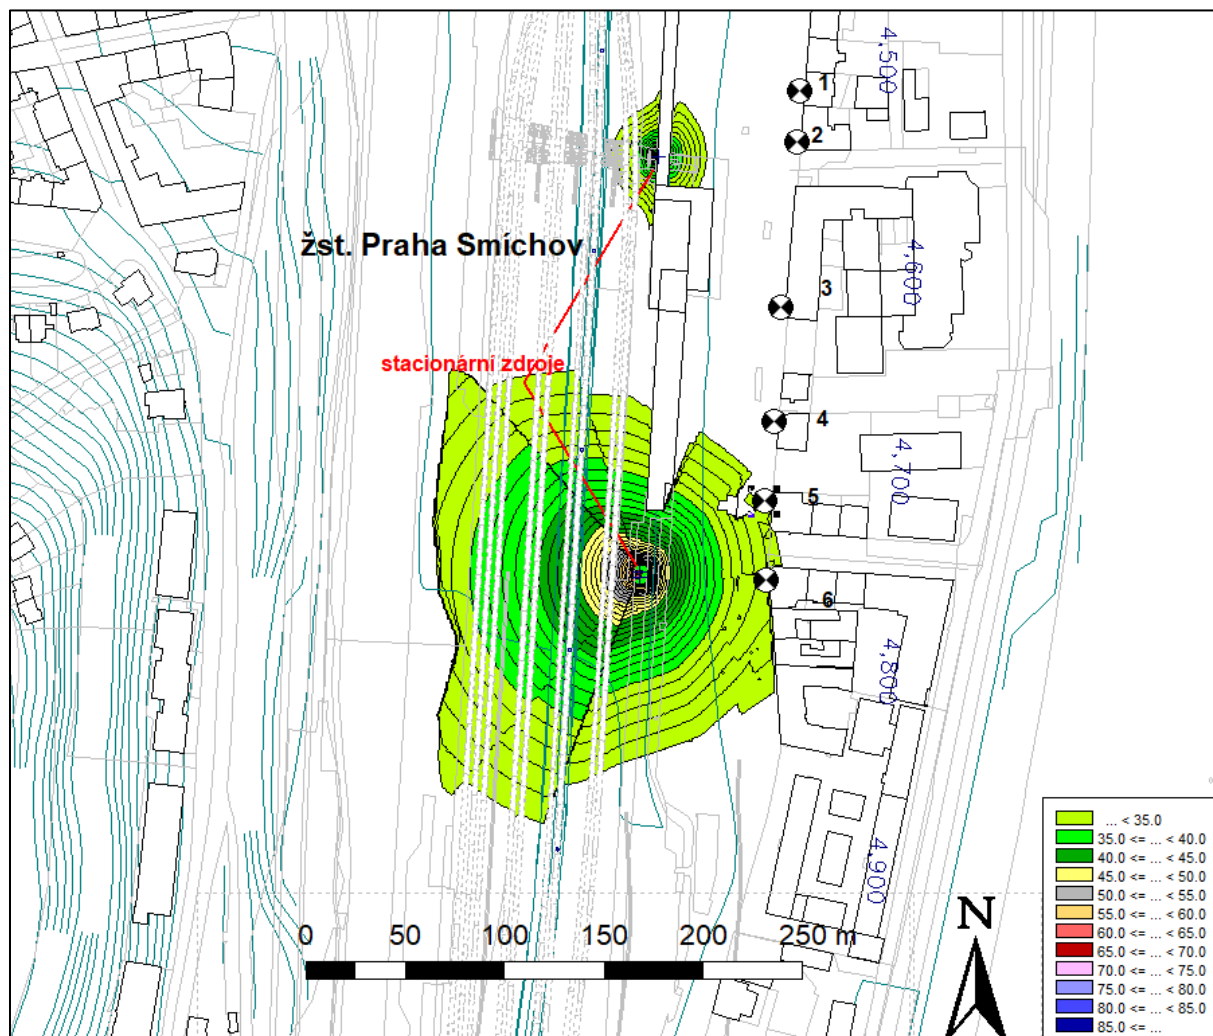 4,500
1
2
žst. Praha Smíchov
4,600
3
stacionární zdroje
4
4,700
5
6
4,800
... < 35.0
35.0 <= ... < 40.0
40.0 <= ... < 45.0
45.0 <= ... < 50.0
50.0 <= ... < 55.0
55.0 <= ... < 60.0
60.0 <= ... < 65.0
65.0 <= ... < 70.0
70.0 <= ... < 75.0
75.0 <= ... < 80.0
80.0 <= ... < 85.0
85.0 <= ...
4,900
N
0 50 100 150 200 250 m